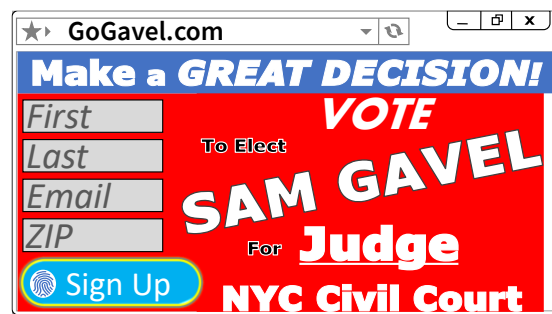 GoGavel.com
Make a GREAT DECISION!
First
Last
Email
ZIP
Sign Up
VOTE
To Elect
SAM GAVEL
For Judge
NYC Civil Court